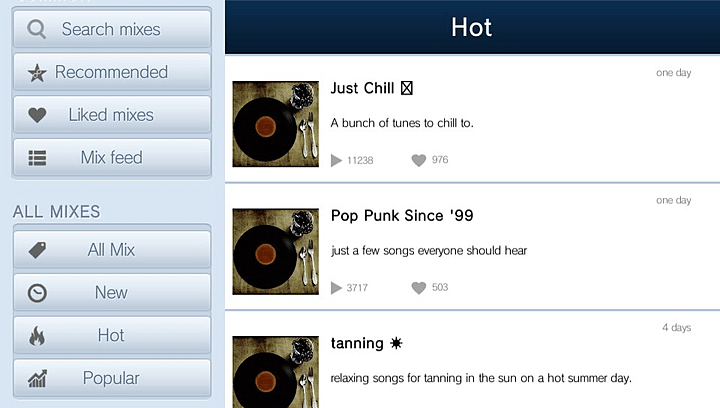 Search mixes
Recommended
Liked mixes
Mix feed
ALL MIXES
All Mix
New
Hot
Popular
Hot
one day
Just Chill
A bunch of tunes to chill to.
11238 976
one day
Pop Punk Since '99
just a few songs everyone should hear
3717 503
4 days
tanning ☀
relaxing songs for tanning in the sun on a hot summer day.